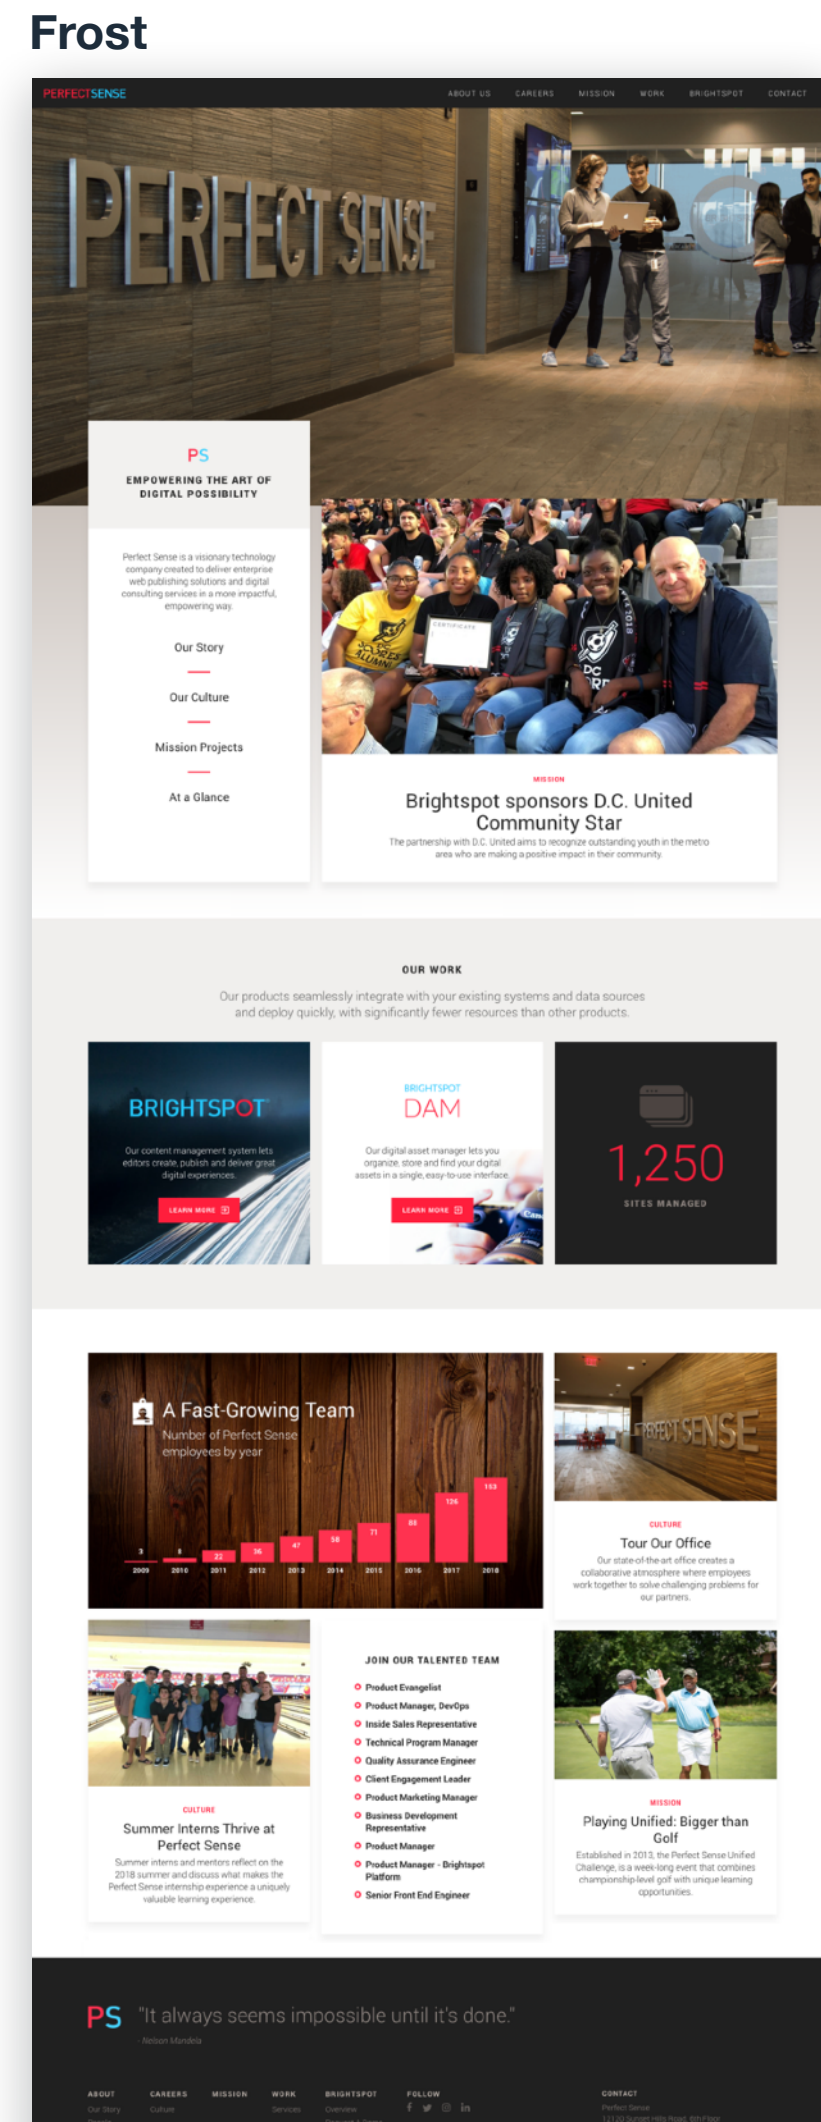 Frost
PERFECTSENSE
ABOUT US CAREERS MISSION WORK BRIGHTSPOT CONTACT
PERFECT SENSE
PS
EMPOWERING THE ART OF
DIGITAL POSSIBILITY
Perfect Sense is a visionary technology
company created to deliver enterprise
web publishing solutions and digital
consulting services in a more impactful,
empowering way.
Our Story
Our Culture
Mission Projects
At a Glance
CERTIFICATE
DC
SCORES
ALUMNI
DC
2018
MISSION
Brightspot sponsors D.C. United
Community Star
The partnership with D.C. United aims to recognize outstanding youth in the metro
area who are making a positive impact in their community.
OUR WORK
Our products seamlessly integrate with your existing systems and data sources
and deploy quickly, with significantly fewer resources than other products.
BRIGHTSPOT
Our content management system lets
editors create, publish and deliver great
digital experiences.
LEARN MORE
BRIGHTSPOT
DAM
Our digital asset manager lets you
organize, store and find your digital
assets in a single, easy-to-use interface.
LEARN MORE
Canon
1,250
SITES MANAGED
A Fast-Growing Team
Number of Perfect Sense
employees by year
3 8 22 36 47 58 71 88 126 153
2009 2010 2011 2012 2013 2014 2015 2016 2017 2018
PERFECT SENSE
CULTURE
Tour Our Office
Our state-of-the-art office creates a
collaborative atmosphere where employees
work together to solve challenging problems for
our partners.
CULTURE
Summer Interns Thrive at
Perfect Sense
Summer interns and mentors reflect on the
2018 summer and discuss what makes the
Perfect Sense internship experience a uniquely
valuable learning experience.
JOIN OUR TALENTED TEAM
Product Evangelist
Product Manager, DevOps
Inside Sales Representative
Technical Program Manager
Quality Assurance Engineer
Client Engagement Leader
Product Marketing Manager
Business Development
Representative
Product Manager
Product Manager - Brightspot
Platform
Senior Front End Engineer
MISSION
Playing Unified: Bigger than
Golf
Established in 2013, the Perfect Sense Unified
Challenge, is a week-long event that combines
championship-level golf with unique learning
opportunities.
PS
"It always seems impossible until it's done."
- Nelson Mandela
ABOUT CAREERS MISSION WORK BRIGHTSPOT FOLLOW CONTACT
Our Story Culture Services Overview Perfect Sense
12120 Sunset Hills Road, 6th Floor